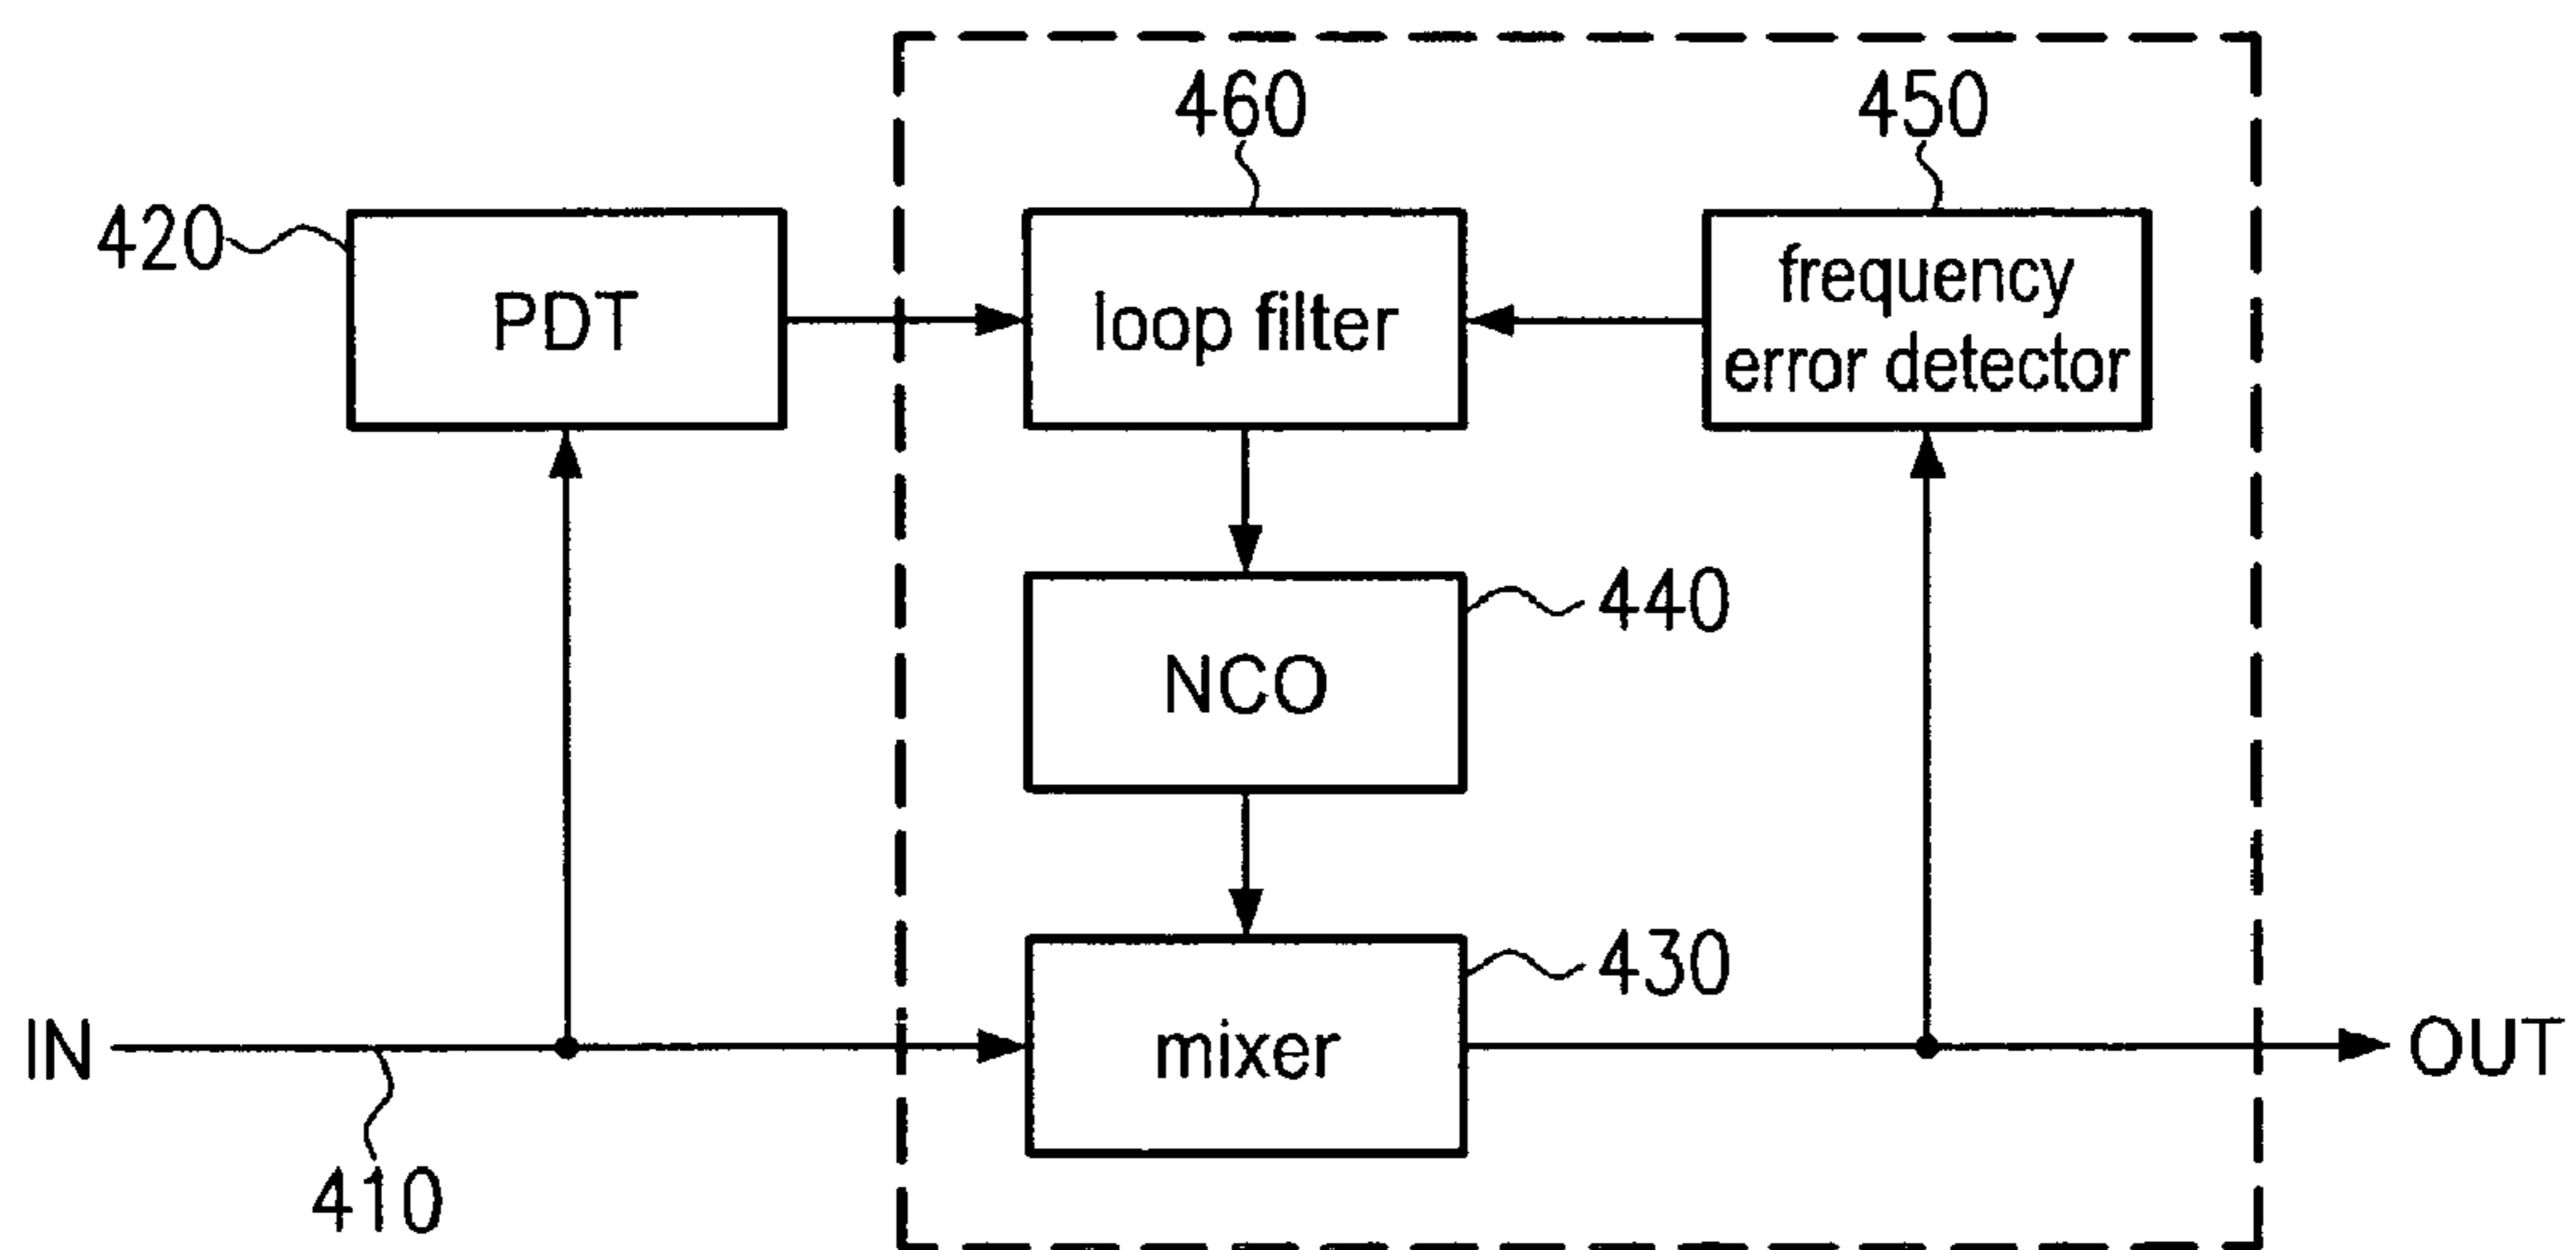 460
450
420
PDT
loop filter
frequency
error detector
440
NCO
430
IN
mixer
OUT
410